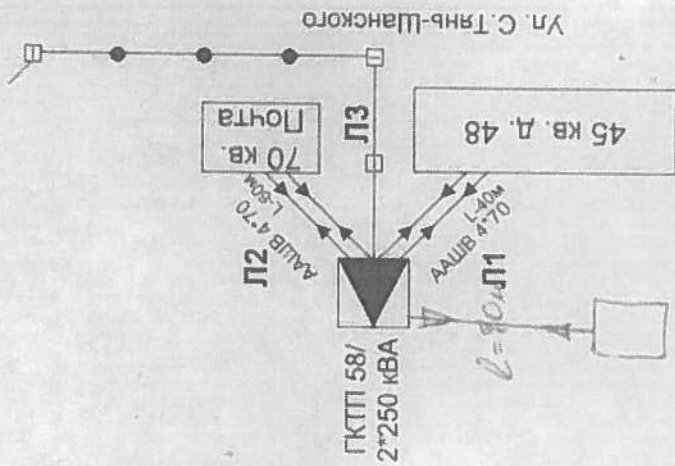 Ул. С.Тянь-Шанского
70 кв.
Почта
Л3
45 кв. д. 48
Л2
ААШВ 4*70
L-60м
L-40м
ААШВ 4*70
Л1
ГКТП 58/
2*250 кВА